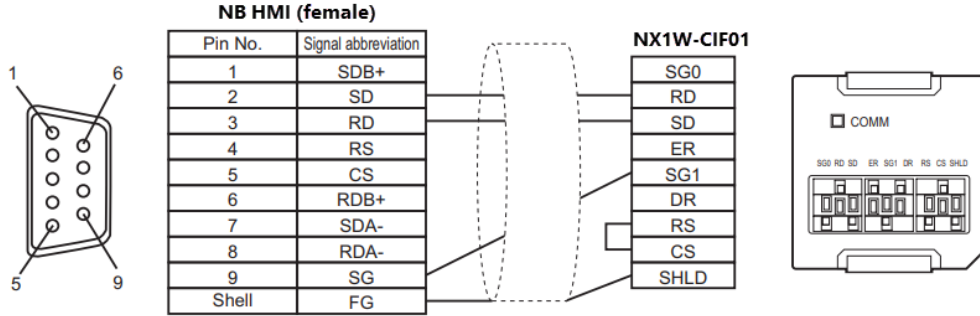 NB HMI (female)
Pin No. Signal abbreviation
1 SDB+
2 SD
3 RD
4 RS
5 CS
6 RDB+
7 SDA-
8 RDA-
9 SG
Shell FG
1 6
5 9
NX1W-CIF01
SG0
RD
SD
ER
SG1
DR
RS
CS
SHLD
COMM
SG0 RD SD ER SG1 DR RS CS SHLD